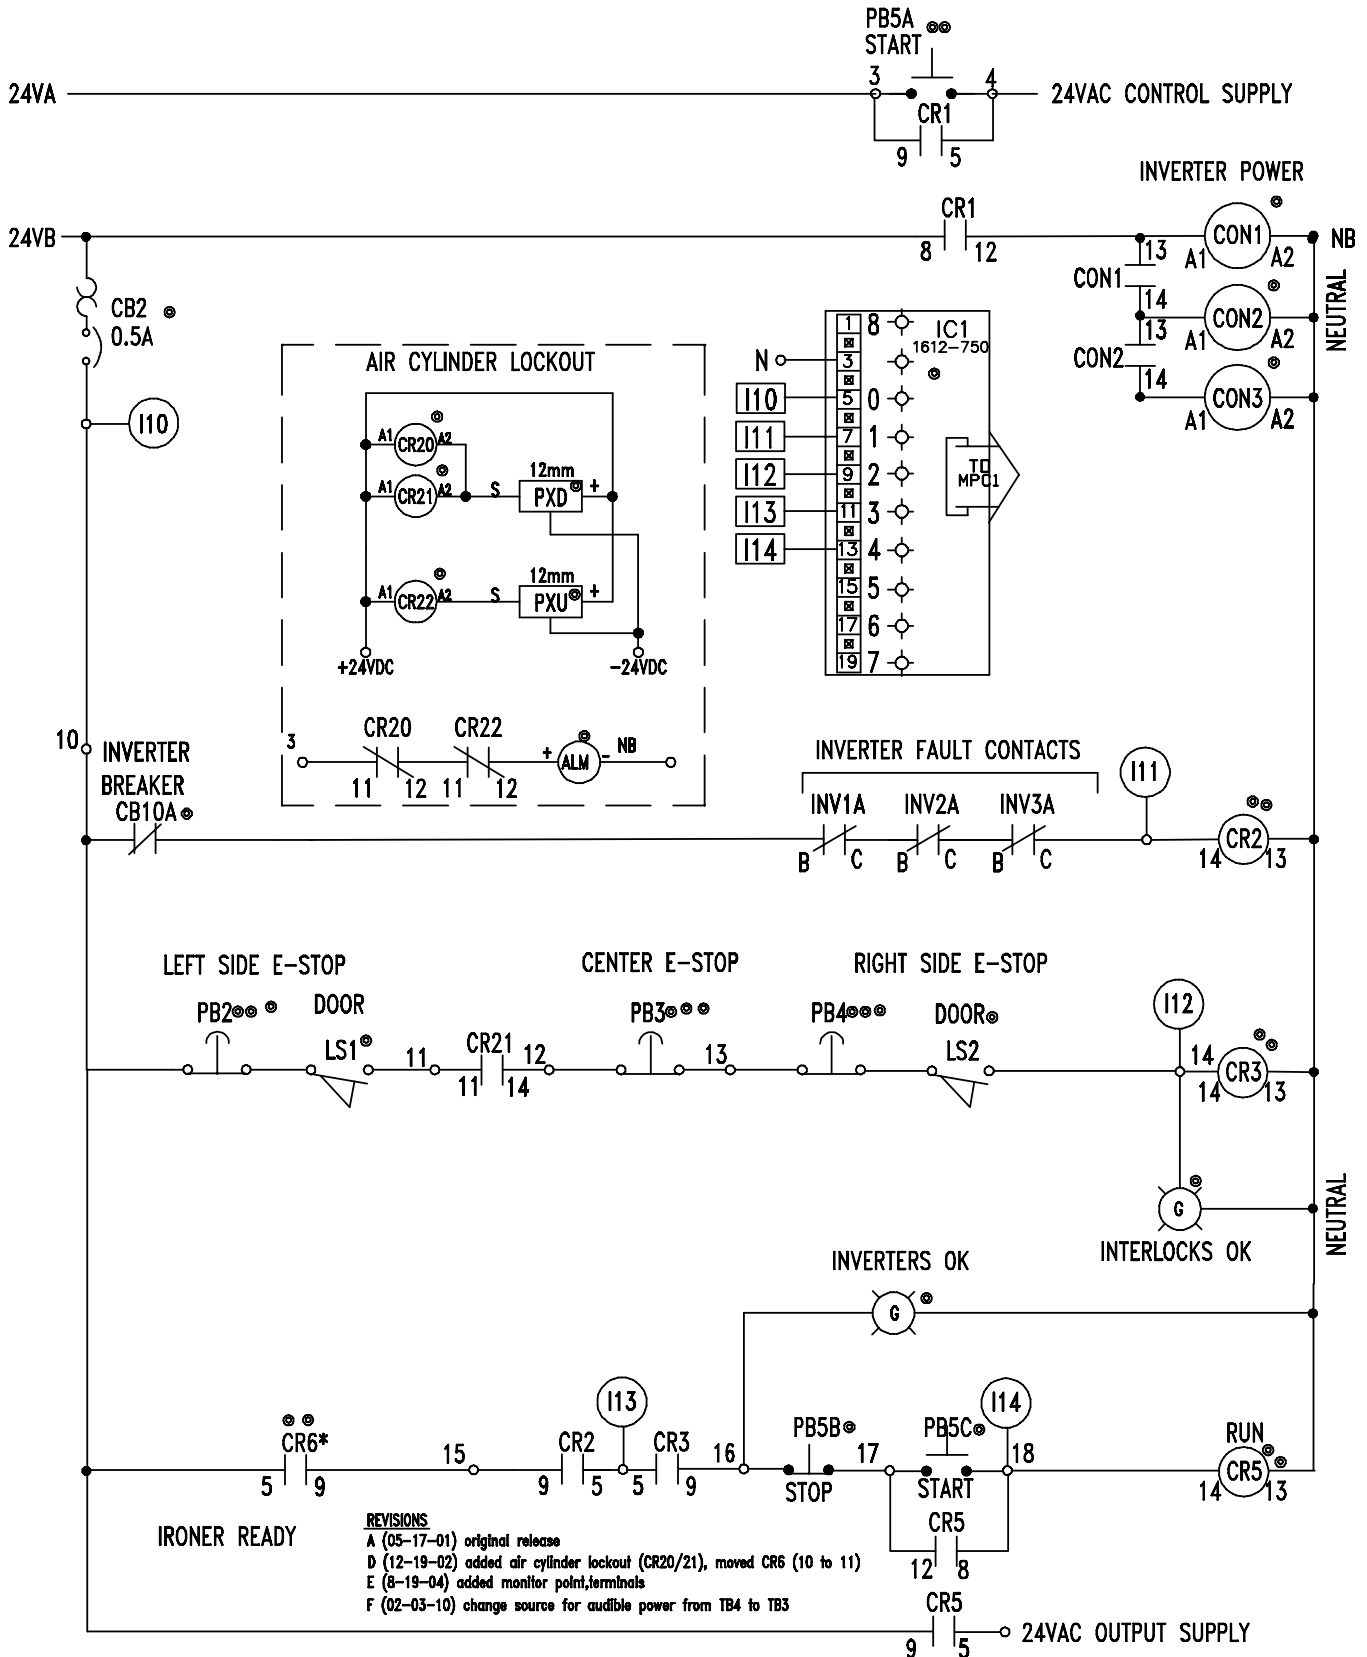 PB5A
START
3
4
24VA
24VAC CONTROL SUPPLY
CR1
9
5
INVERTER POWER
CR1
24VB
8
12
13
CON1
A1
A2
NB
CON1
14
NEUTRAL
CB2
0.5A
13
CON2
A1
A2
CON2
14
CON3
A1
A2
I10
AIR CYLINDER LOCKOUT
A1
CR20
A2
A1
CR21
A2
S
12mm
PXD
+
A1
CR22
A2
S
12mm
PXU
+
+24VDC
-24VDC
3
CR20
CR22
11
12
11
12
+
ALM
-
NB
IC1
1612-750
1
8
N
3
I10
5
0
I11
7
1
I12
9
2
TO
MPC1
I13
11
3
I14
13
4
15
5
17
6
19
7
10
INVERTER
BREAKER
CB10A
INVERTER FAULT CONTACTS
I11
INV1A
INV2A
INV3A
B
C
B
C
B
C
CR2
14
13
LEFT SIDE E-STOP
CENTER E-STOP
RIGHT SIDE E-STOP
PB2
DOOR
LS1
11
CR21
12
11
14
PB3
13
PB4
DOOR
LS2
I12
14
CR3
14
13
G
INTERLOCKS OK
NEUTRAL
INVERTERS OK
G
CR6*
5
9
IRONER READY
15
CR2
9
5
I13
CR3
5
9
16
PB5B
STOP
17
PB5C
START
I14
18
RUN
CR5
14
13
CR5
12
8
REVISIONS
A (05-17-01) original release
D (12-19-02) added air cylinder lockout (CR20/21), moved CR6 (10 to 11)
E (8-19-04) added monitor point,terminals
F (02-03-10) change source for audible power from TB4 to TB3
CR5
9
5
24VAC OUTPUT SUPPLY